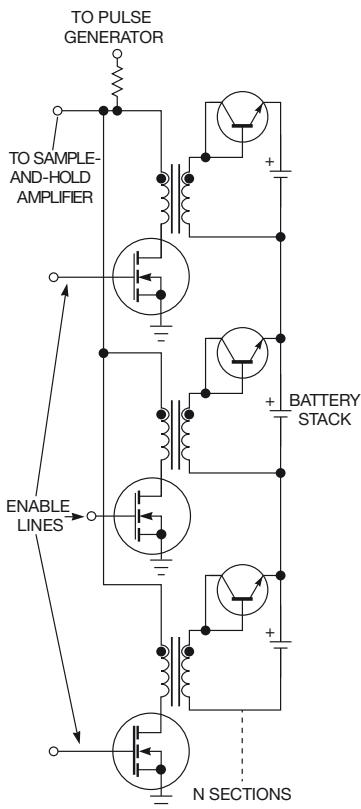 TO PULSE
GENERATOR
TO SAMPLE-
AND-HOLD
AMPLIFIER
+
+
BATTERY
STACK
ENABLE
LINES
+
N SECTIONS